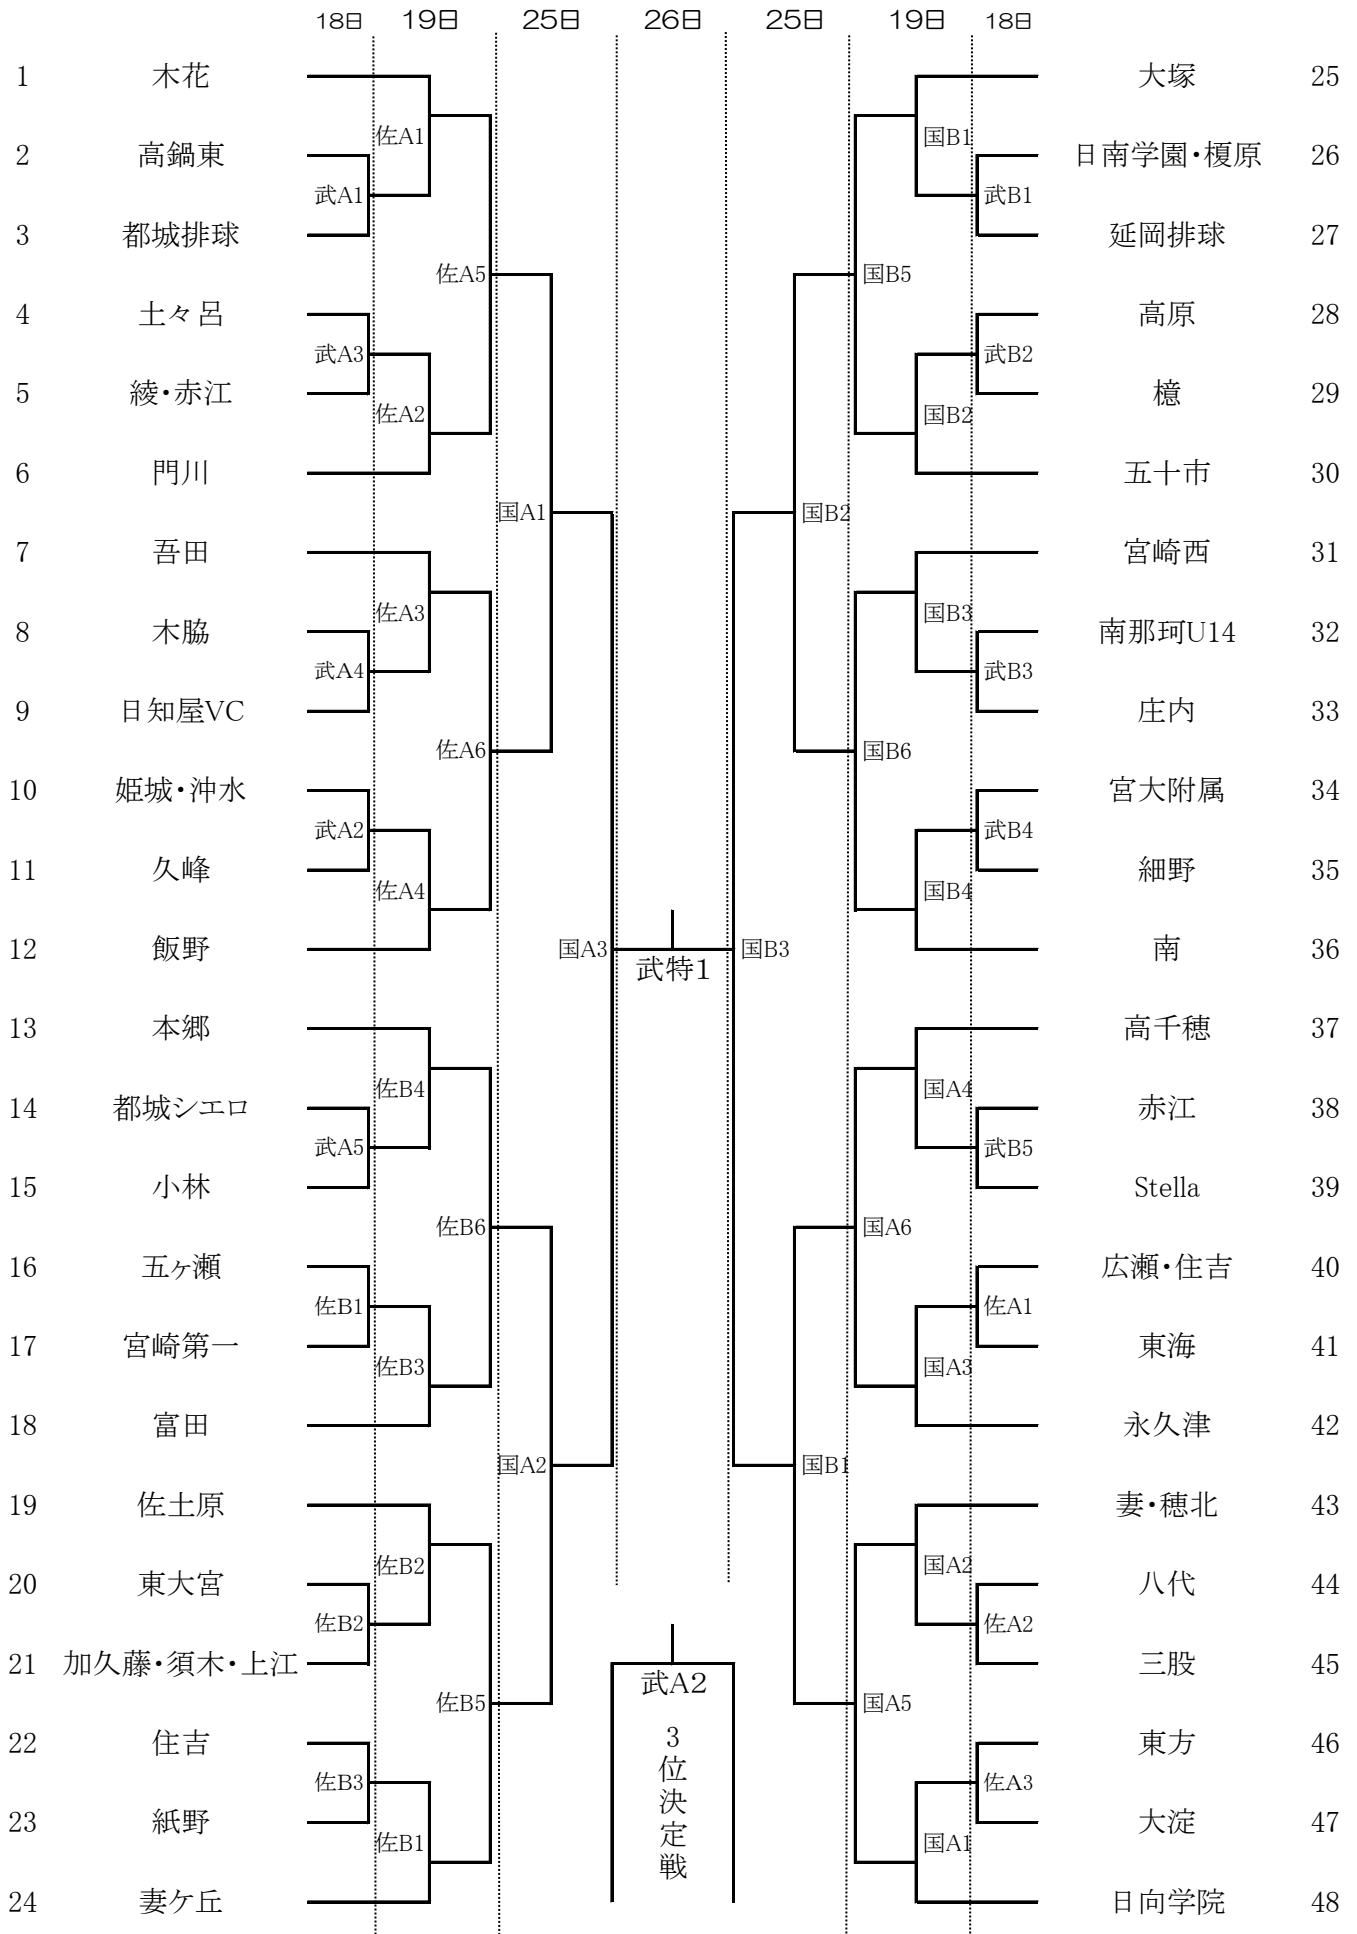 18日 19日 25日 26日 25日 19日 18日
1 木花 大塚 25
佐A1 国B1
2 高鍋東 日南学園・榎原 26
武A1 武B1
3 都城排球 延岡排球 27
佐A5 国B5
4 土々呂 高原 28
武A3 武B2
5 綾・赤江 檍 29
佐A2 国B2
6 門川 五十市 30
国A1 国B2
7 吾田 宮崎西 31
佐A3 国B3
8 木脇 南那珂U14 32
武A4 武B3
9 日知屋VC 庄内 33
佐A6 国B6
10 姫城・沖水 宮大附属 34
武A2 武B4
11 久峰 細野 35
佐A4 国B4
12 飯野 国A3 国B3 南 36
武特1
13 本郷 高千穂 37
佐B4 国A4
14 都城シエロ 赤江 38
武A5 武B5
15 小林 Stella 39
佐B6 国A6
16 五ヶ瀬 広瀬・住吉 40
佐B1 佐A1
17 宮崎第一 東海 41
佐B3 国A3
18 富田 永久津 42
国A2 国B1
19 佐土原 妻・穂北 43
佐B2 国A2
20 東大宮 八代 44
佐B2 佐A2
21 加久藤・須木・上江 三股 45
武A2
佐B5 国A5
22 住吉 東方 46
3位決定戦
佐B3 佐A3
23 紙野 大淀 47
佐B1 国A1
24 妻ケ丘 日向学院 48